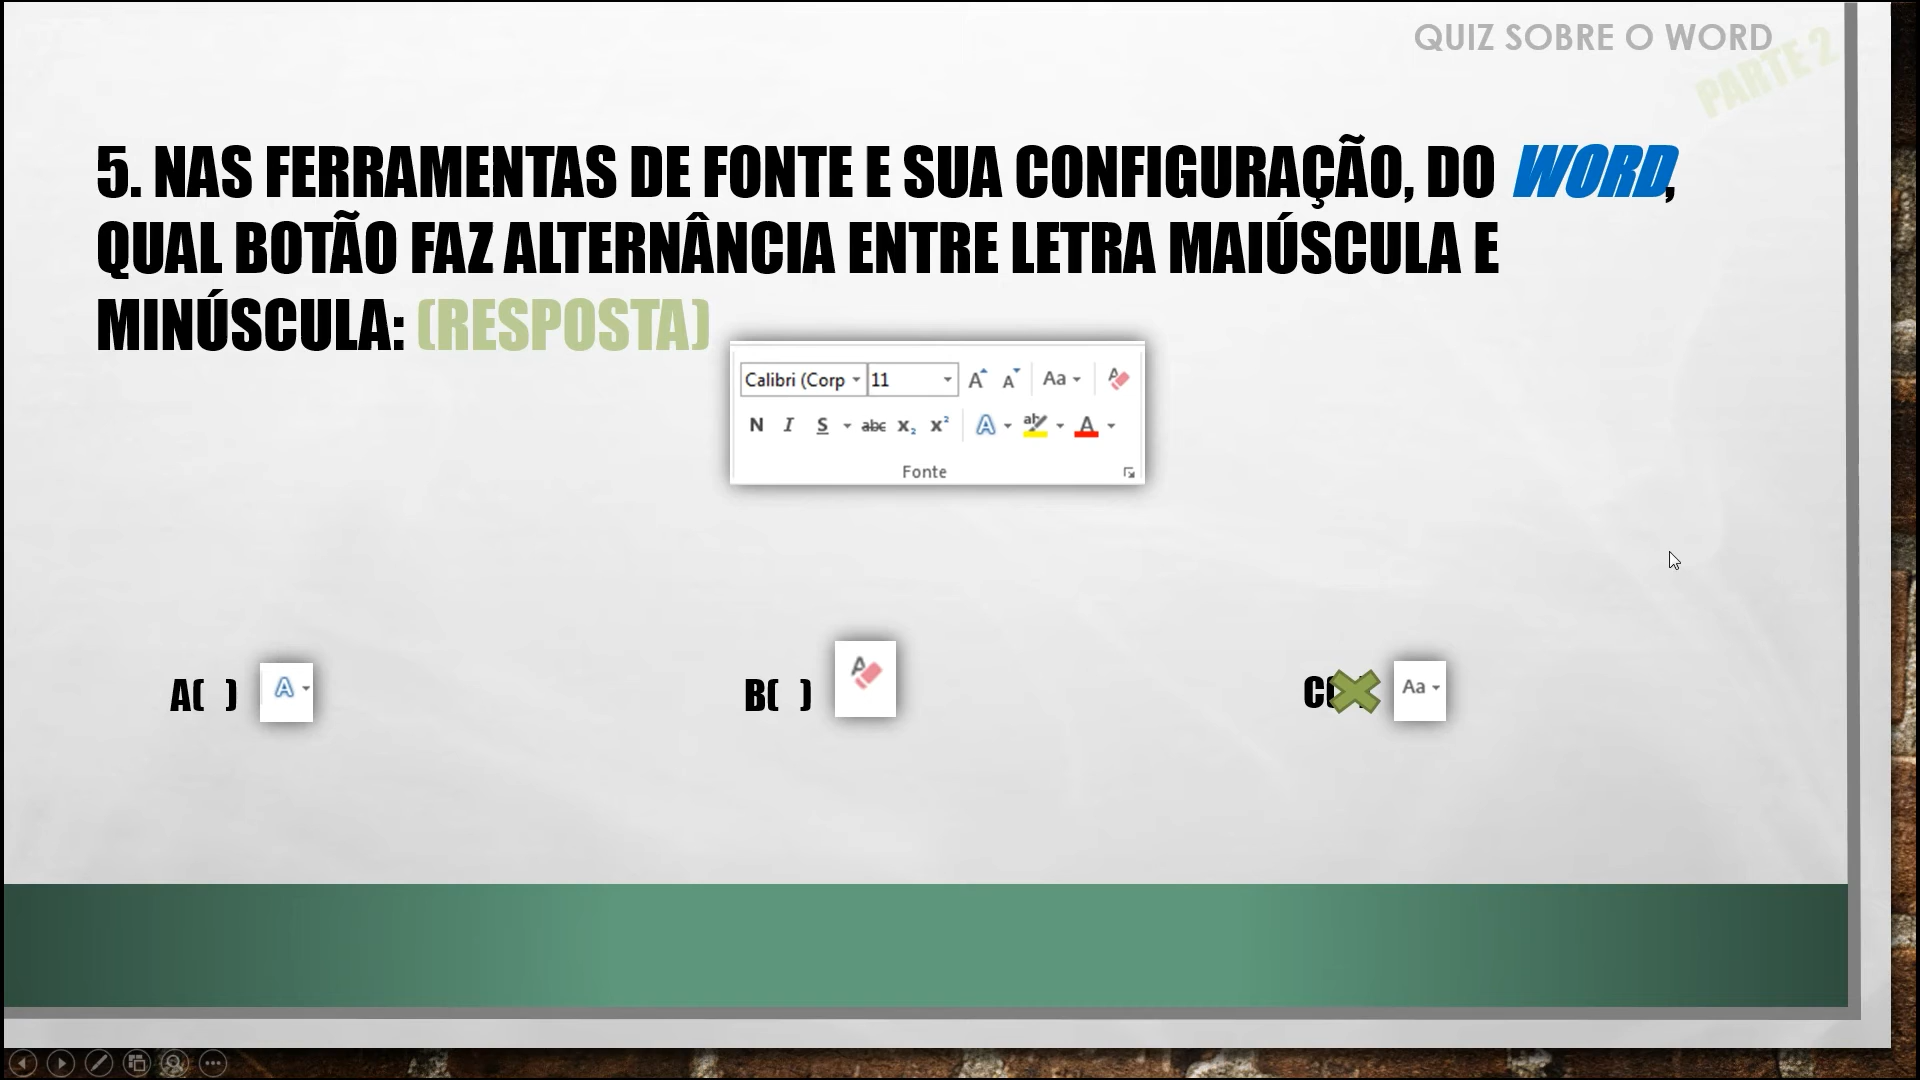 QUIZ SOBRE O WORD
PARTE 2
5. NAS FERRAMENTAS DE FONTE E SUA CONFIGURAÇÃO, DO WORD,
QUAL BOTÃO FAZ ALTERNÂNCIA ENTRE LETRA MAIÚSCULA E
MINÚSCULA: (RESPOSTA)
Calibri (Corp 11 A A Aa A
N I S abc x₂ x² A ab A
Fonte
A( ) A
B( ) A
C( ) Aa